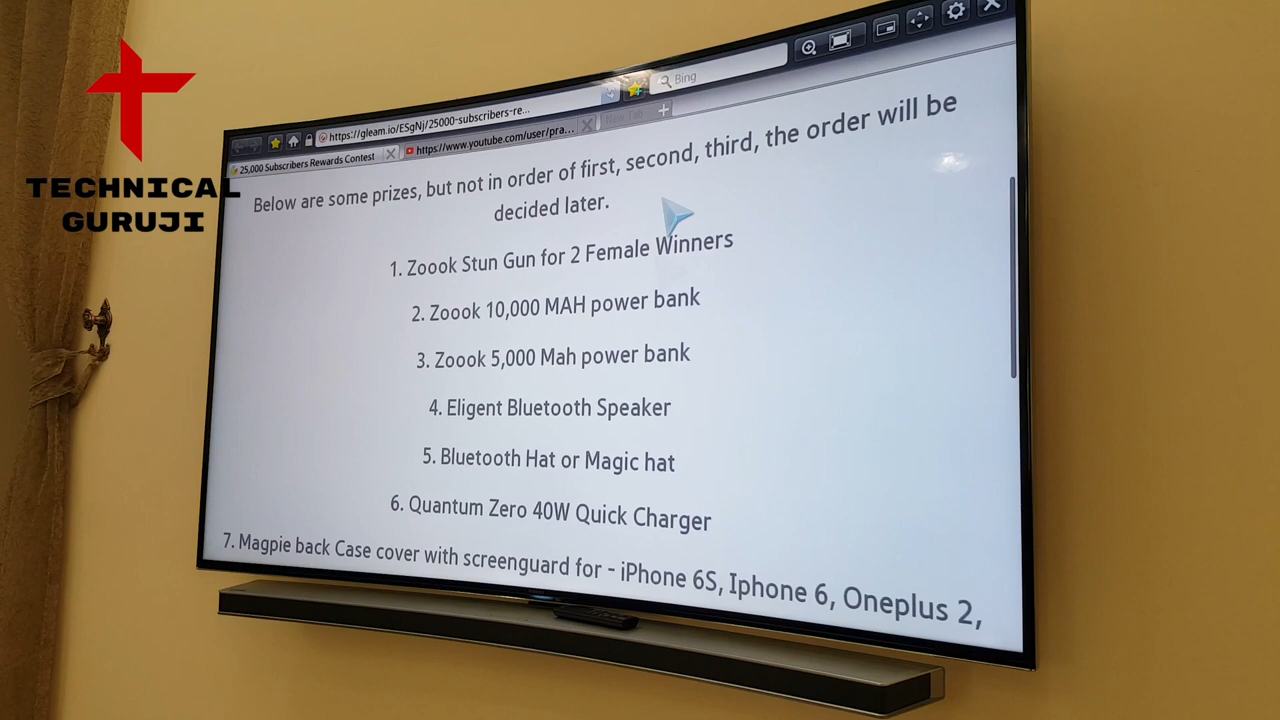 TECHNICAL
GURUJI
Bing
https://gleam.io/ESgNj/25000-subscribers-re...
25,000 Subscribers Rewards Contest
https://www.youtube.com/user/pra...
New Tab
Below are some prizes, but not in order of first, second, third, the order will be
decided later.
1. Zoook Stun Gun for 2 Female Winners
2. Zoook 10,000 MAH power bank
3. Zoook 5,000 Mah power bank
4. Eligent Bluetooth Speaker
5. Bluetooth Hat or Magic hat
6. Quantum Zero 40W Quick Charger
7. Magpie back Case cover with screenguard for - iPhone 6S, Iphone 6, Oneplus 2,